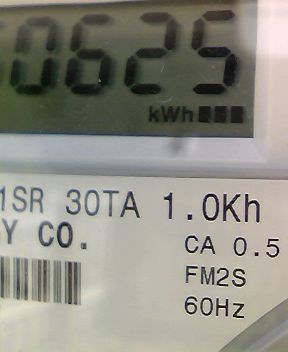 0625
kWh
1SR 30TA 1.0Kh
Y CO.
CA 0.5
FM2S
60Hz